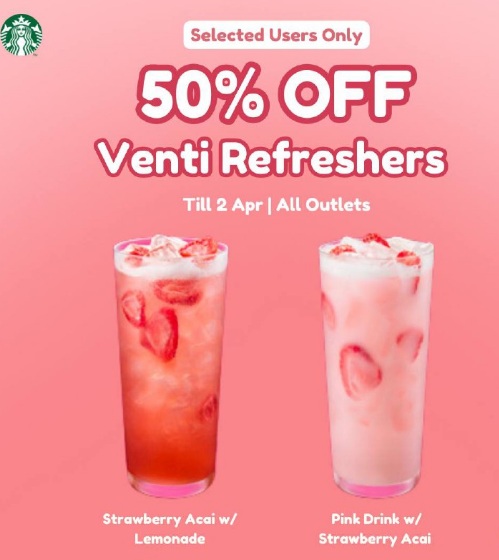 Selected Users Only
50% OFF
Venti Refreshers
Till 2 Apr | All Outlets
Strawberry Acai w/
Lemonade
Pink Drink w/
Strawberry Acai